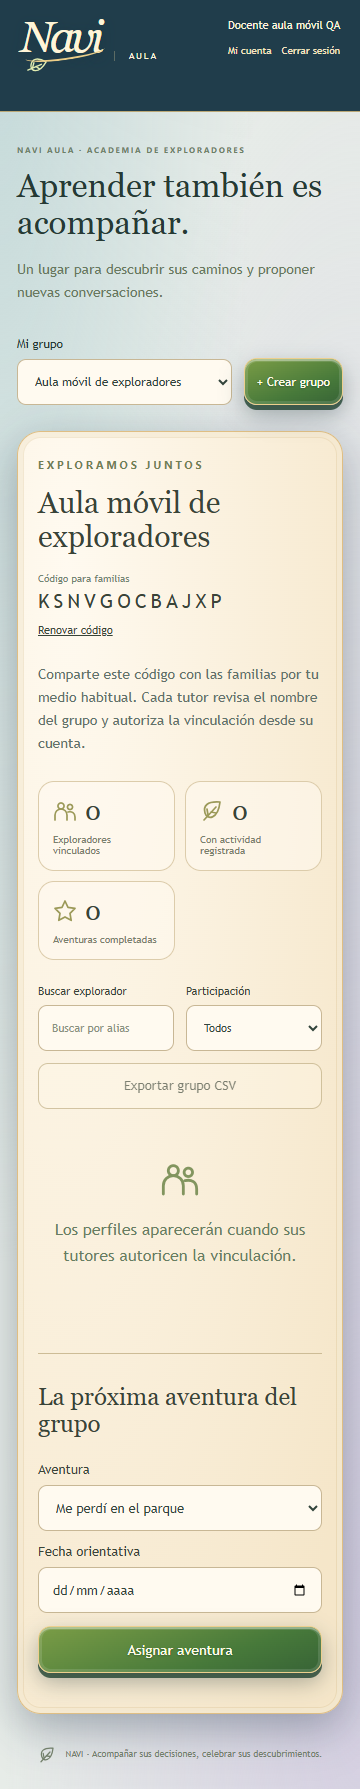 Navi
AULA
Docente aula móvil QA
Mi cuenta Cerrar sesión
NAVI AULA · ACADEMIA DE EXPLORADORES
Aprender también es
acompañar.
Un lugar para descubrir sus caminos y proponer
nuevas conversaciones.
Mi grupo
Aula móvil de exploradores
+ Crear grupo
EXPLORAMOS JUNTOS
Aula móvil de
exploradores
Código para familias
KSNVGOCBAJXP
Renovar código
Comparte este código con las familias por tu
medio habitual. Cada tutor revisa el nombre
del grupo y autoriza la vinculación desde su
cuenta.
0
Exploradores
vinculados
0
Con actividad
registrada
0
Aventuras completadas
Buscar explorador
Buscar por alias
Participación
Todos
Exportar grupo CSV
Los perfiles aparecerán cuando sus
tutores autoricen la vinculación.
La próxima aventura del
grupo
Aventura
Me perdí en el parque
Fecha orientativa
dd/mm/aaaa
Asignar aventura
NAVI · Acompañar sus decisiones, celebrar sus descubrimientos.